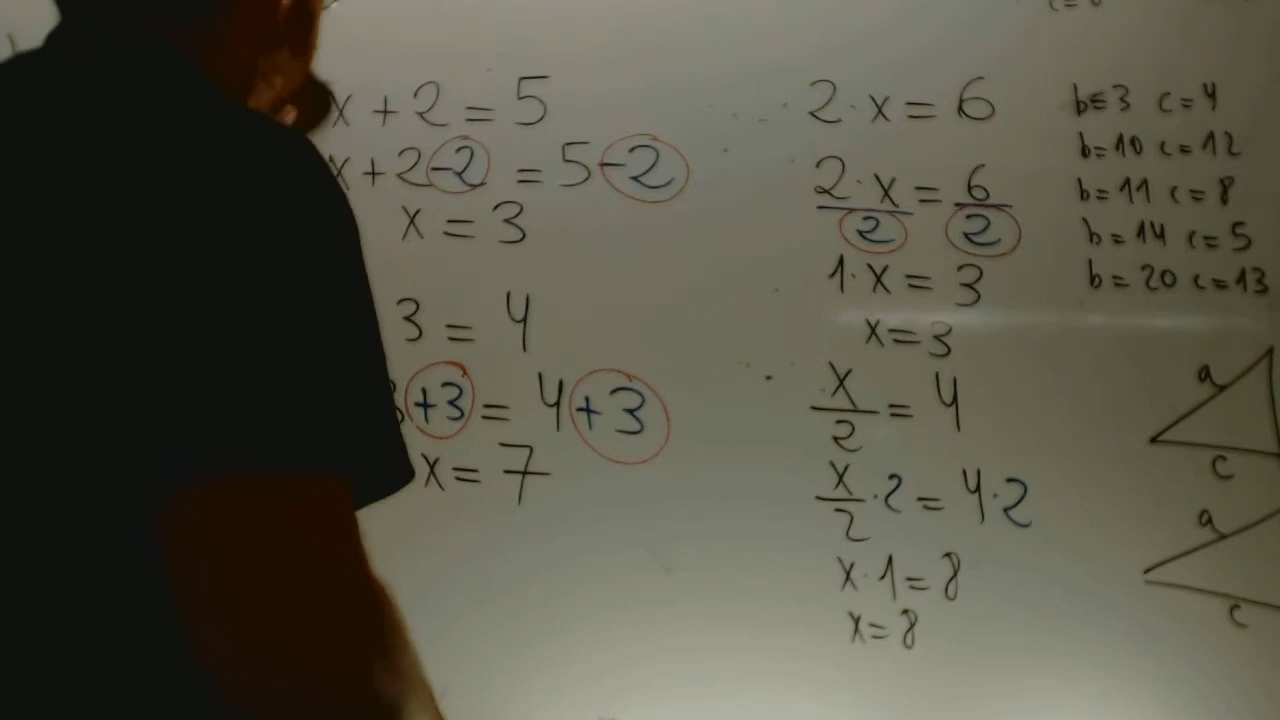 x + 2 = 5
x + 2 - 2 = 5 - 2
x = 3
3 = 4
+3 = 4 + 3
x = 7
2 · x = 6
2 · x = 6
2 2
1 · x = 3
x = 3
x
2 = 4
x
2 · 2 = 4 · 2
x · 1 = 8
x = 8
b = 3 c = 4
b = 10 c = 12
b = 11 c = 8
b = 14 c = 5
b = 20 c = 13
a
c
a
c